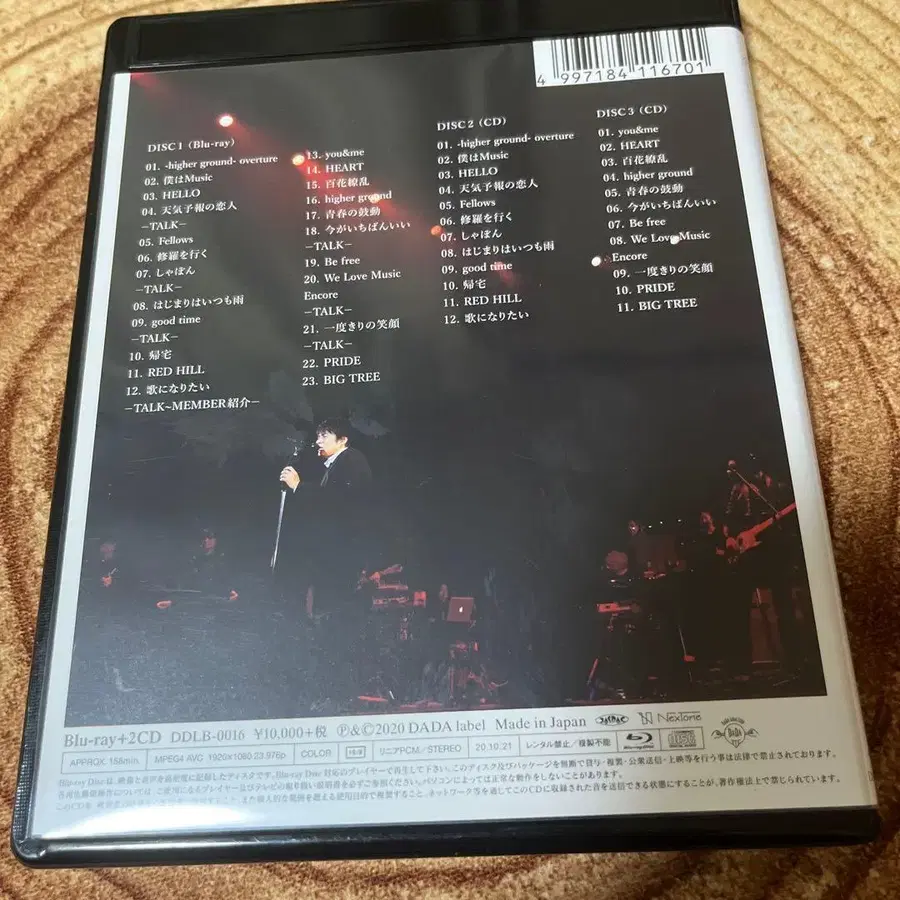 4 997184 116701
DISC 1 (Blu-ray)
01. -higher ground- overture
02. 僕はMusic
03. HELLO
04. 天気予報の恋人
−TALK−
05. Fellows
06. 修羅を行く
07. しゃぼん
−TALK−
08. はじまりはいつも雨
09. good time
−TALK−
10. 帰宅
11. RED HILL
12. 歌になりたい
−TALK~MEMBER紹介−
13. you&me
14. HEART
15. 百花繚乱
16. higher ground
17. 青春の鼓動
18. 今がいちばんいい
−TALK−
19. Be free
20. We Love Music
Encore
−TALK−
21. 一度きりの笑顔
−TALK−
22. PRIDE
23. BIG TREE
DISC 2 (CD)
01. -higher ground- overture
02. 僕はMusic
03. HELLO
04. 天気予報の恋人
05. Fellows
06. 修羅を行く
07. しゃぼん
08. はじまりはいつも雨
09. good time
10. 帰宅
11. RED HILL
12. 歌になりたい
DISC 3 (CD)
01. you&me
02. HEART
03. 百花繚乱
04. higher ground
05. 青春の鼓動
06. 今がいちばんいい
07. Be free
08. We Love Music
Encore
09. 一度きりの笑顔
10. PRIDE
11. BIG TREE
Blu-ray+2CD DDLB-0016 ¥10,000+税 ℗&©2020 DADA label Made in Japan JASRAC NexTone
APPROX. 156min. MPEG4 AVC 1920×1080 23.976p COLOR 16:9 リニアPCM/STEREO 20.10.21 レンタル禁止/複製不能